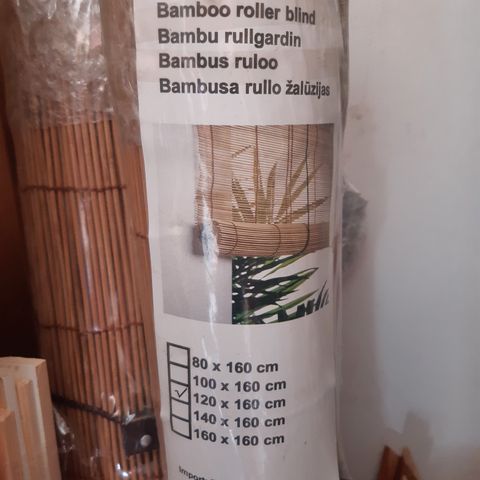 Bamboo roller blind
Bambu rullgardin
Bambus ruloo
Bambusa rullo žalūzijas
80 x 160 cm
100 x 160 cm
120 x 160 cm
140 x 160 cm
160 x 160 cm